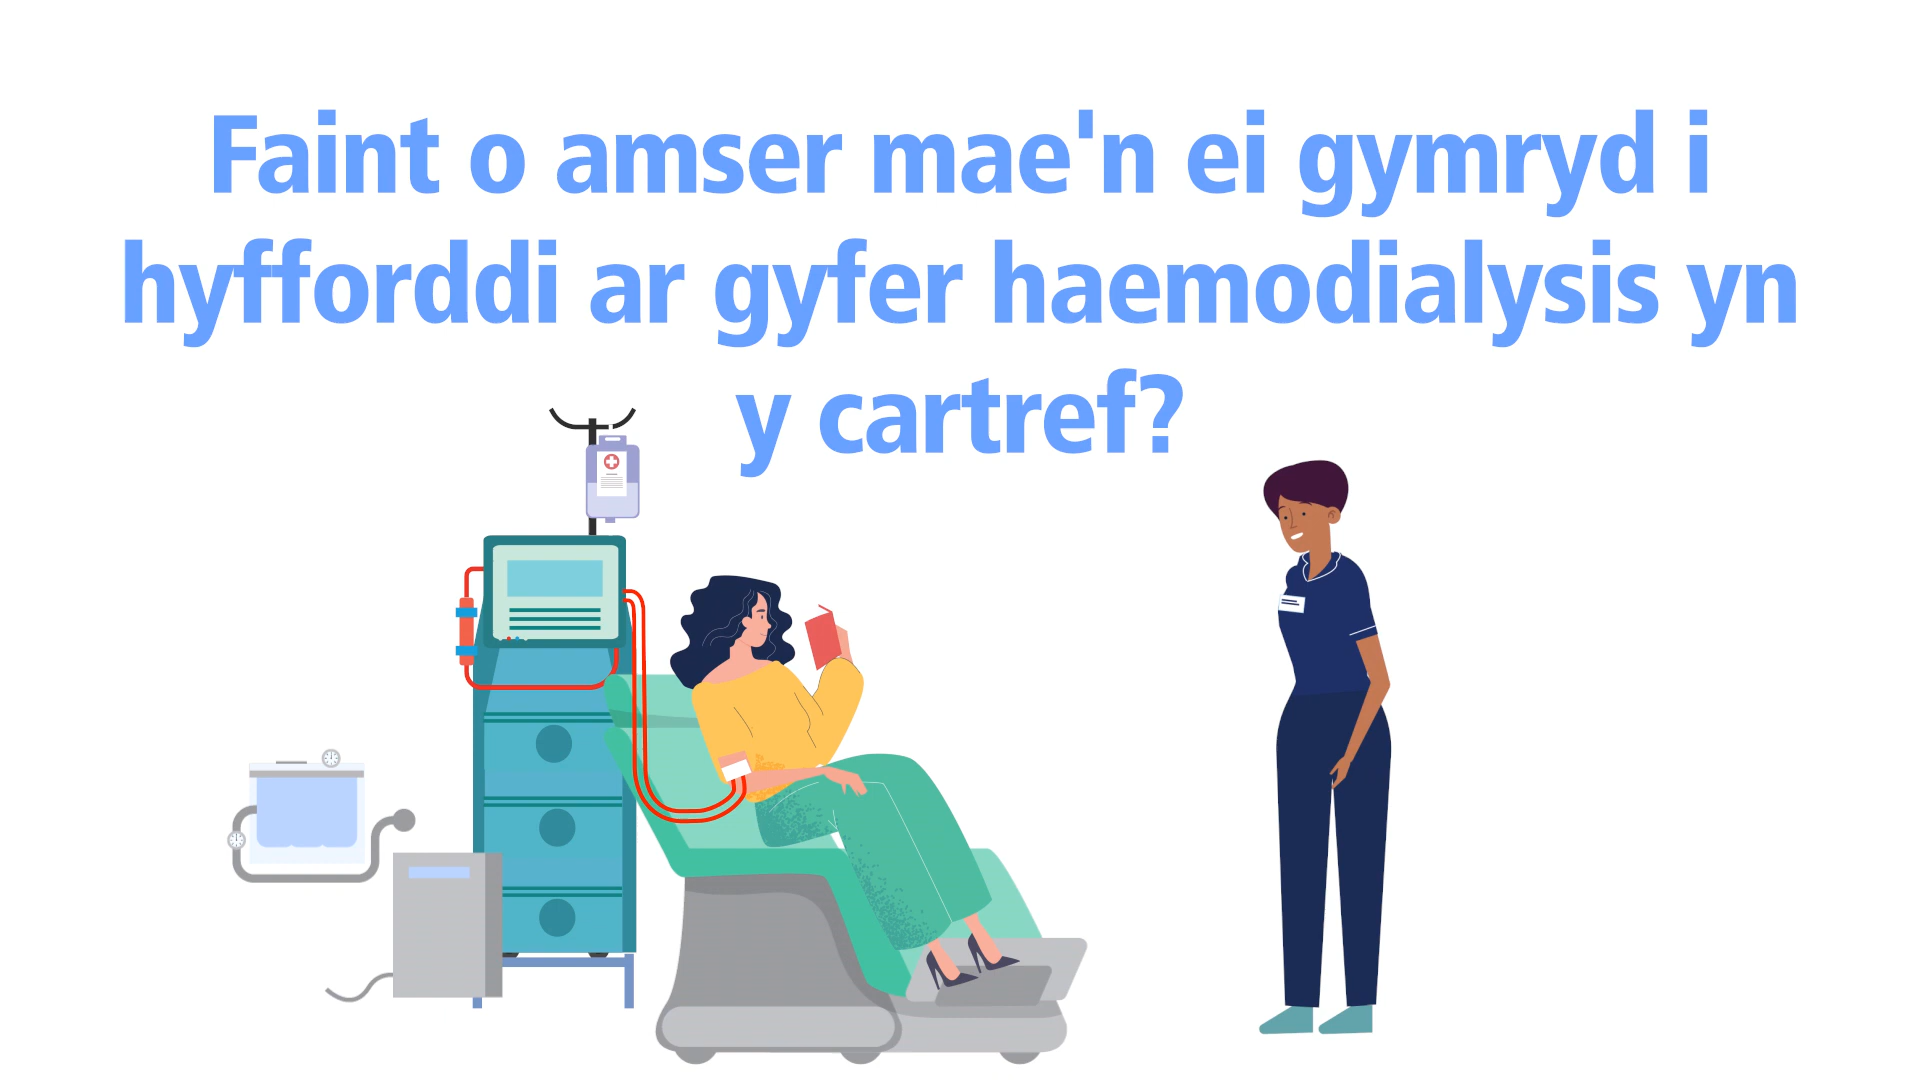 Faint o amser mae'n ei gymryd i
hyfforddi ar gyfer haemodialysis yn
y cartref?